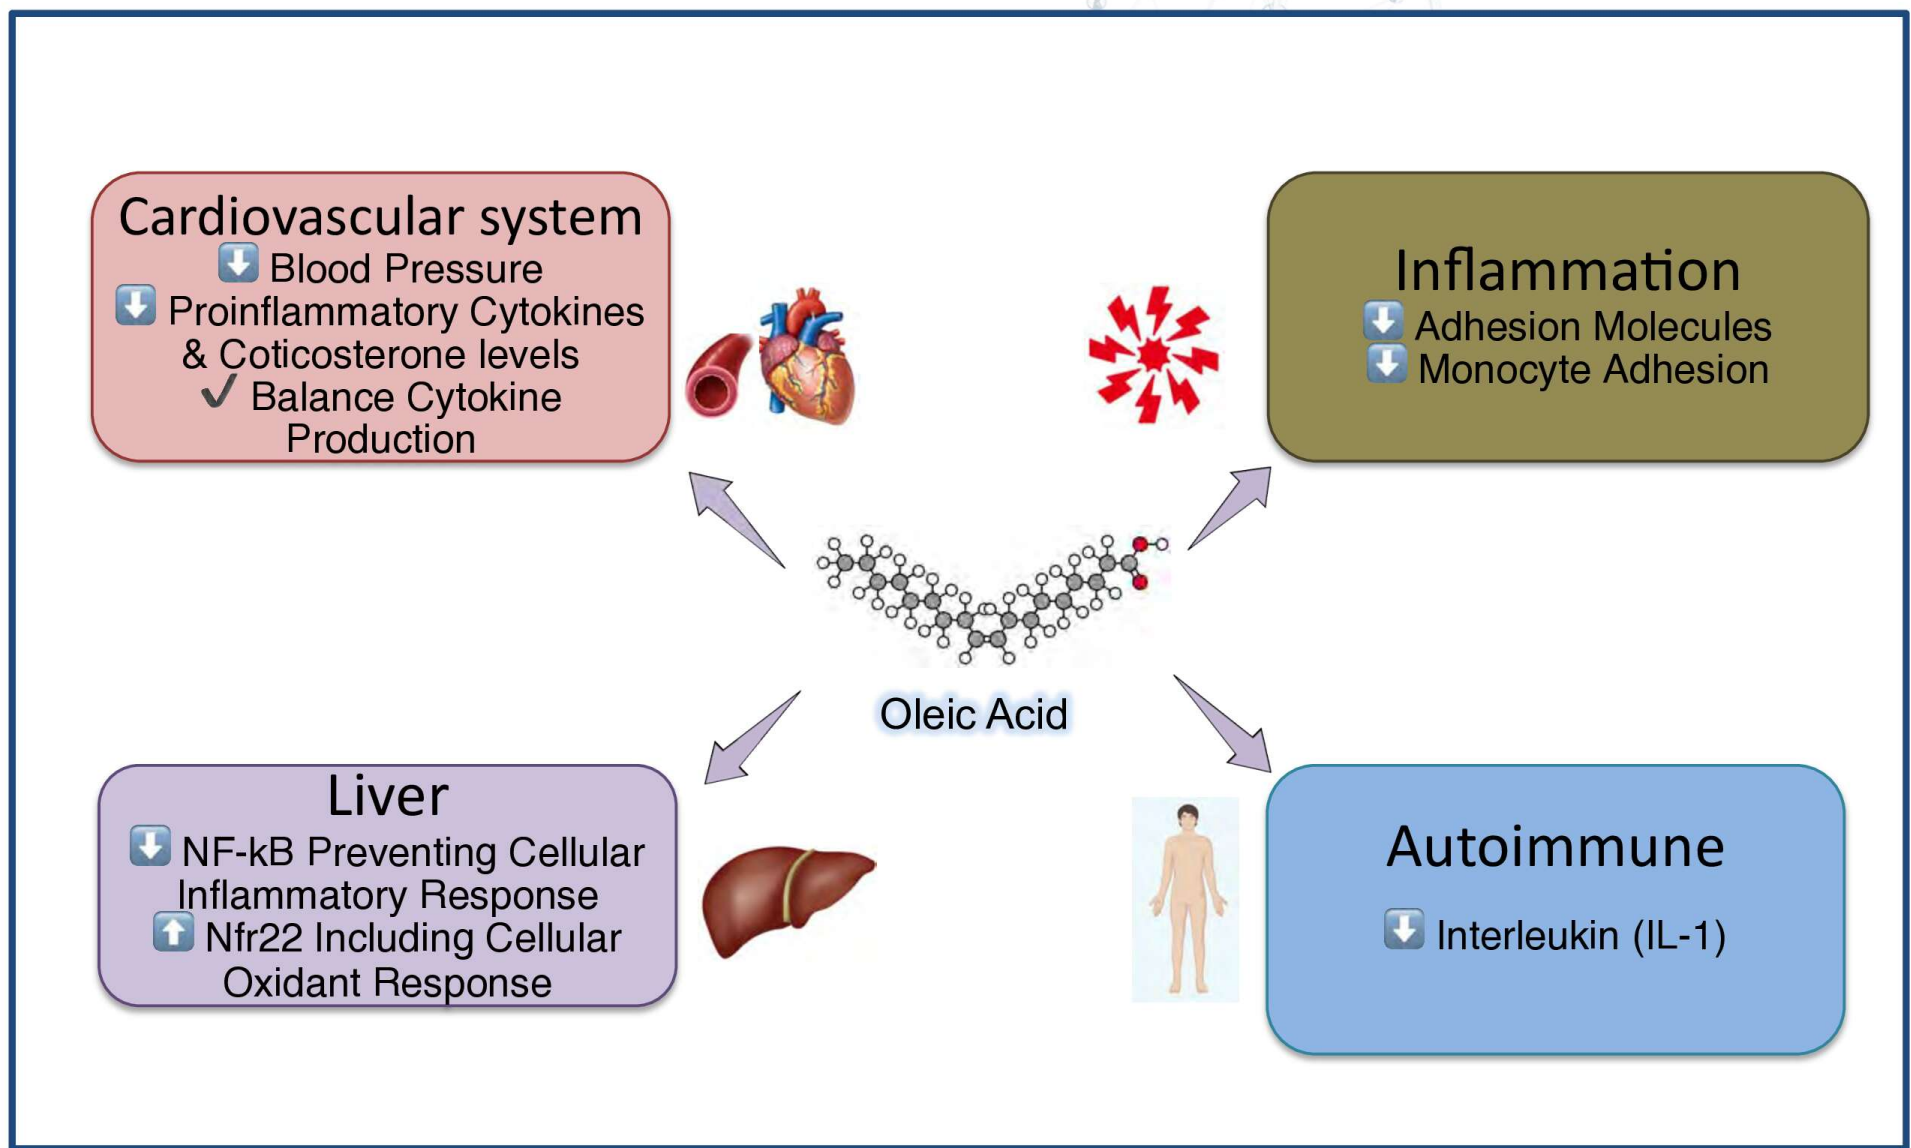 Cardiovascular system
⬇ Blood Pressure
⬇ Proinflammatory Cytokines
& Coticosterone levels
✓ Balance Cytokine
Production
Inflammation
⬇ Adhesion Molecules
⬇ Monocyte Adhesion
Oleic Acid
Liver
⬇ NF-kB Preventing Cellular
Inflammatory Response
⬆ Nfr22 Including Cellular
Oxidant Response
Autoimmune
⬇ Interleukin (IL-1)